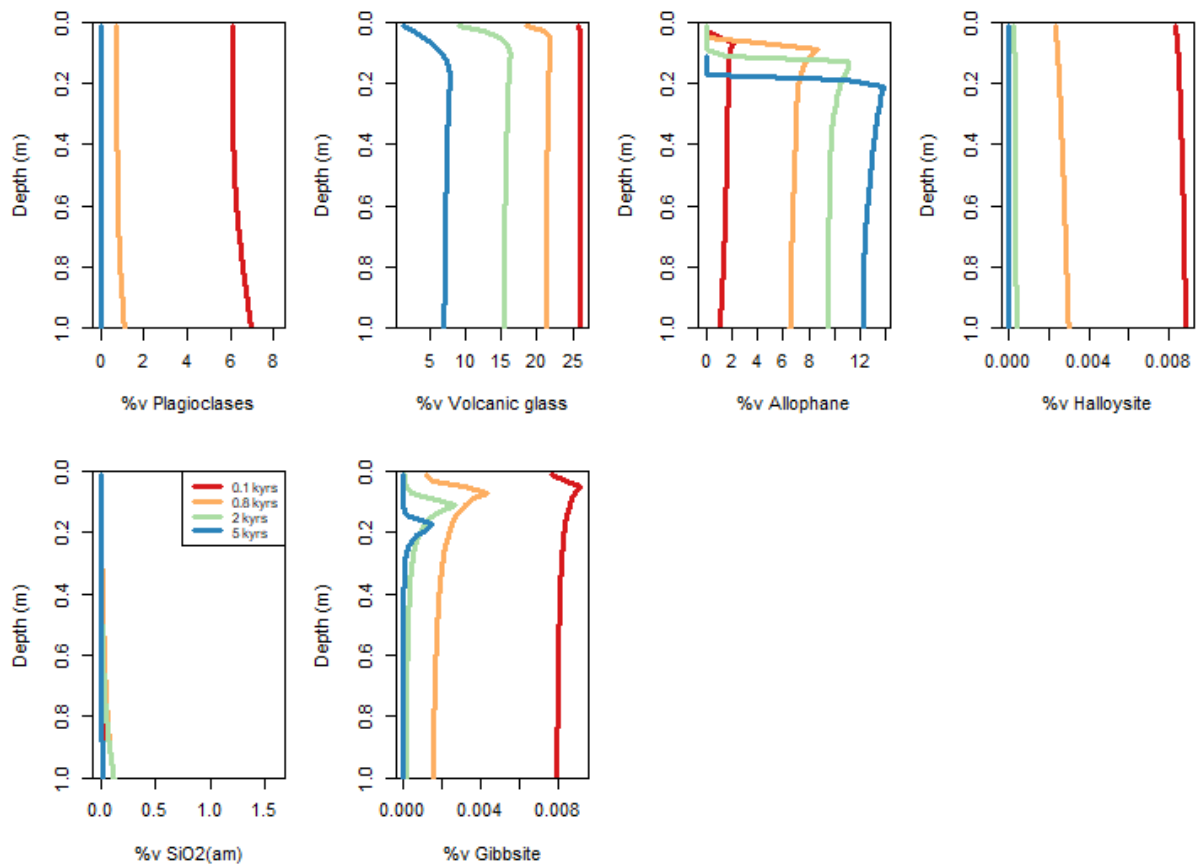 0.0 0.2 0.4 0.6 0.8 1.0
Depth (m)
0 2 4 6 8
%v Plagioclases
0.0 0.2 0.4 0.6 0.8 1.0
Depth (m)
5 10 15 20 25
%v Volcanic glass
0.0 0.2 0.4 0.6 0.8 1.0
Depth (m)
0 2 4 6 8 12
%v Allophane
0.0 0.2 0.4 0.6 0.8 1.0
Depth (m)
0.000 0.004 0.008
%v Halloysite
0.0 0.2 0.4 0.6 0.8 1.0
Depth (m)
0.1 kyrs
0.8 kyrs
2 kyrs
5 kyrs
0.0 0.5 1.0 1.5
%v SiO2(am)
0.0 0.2 0.4 0.6 0.8 1.0
Depth (m)
0.000 0.004 0.008
%v Gibbsite